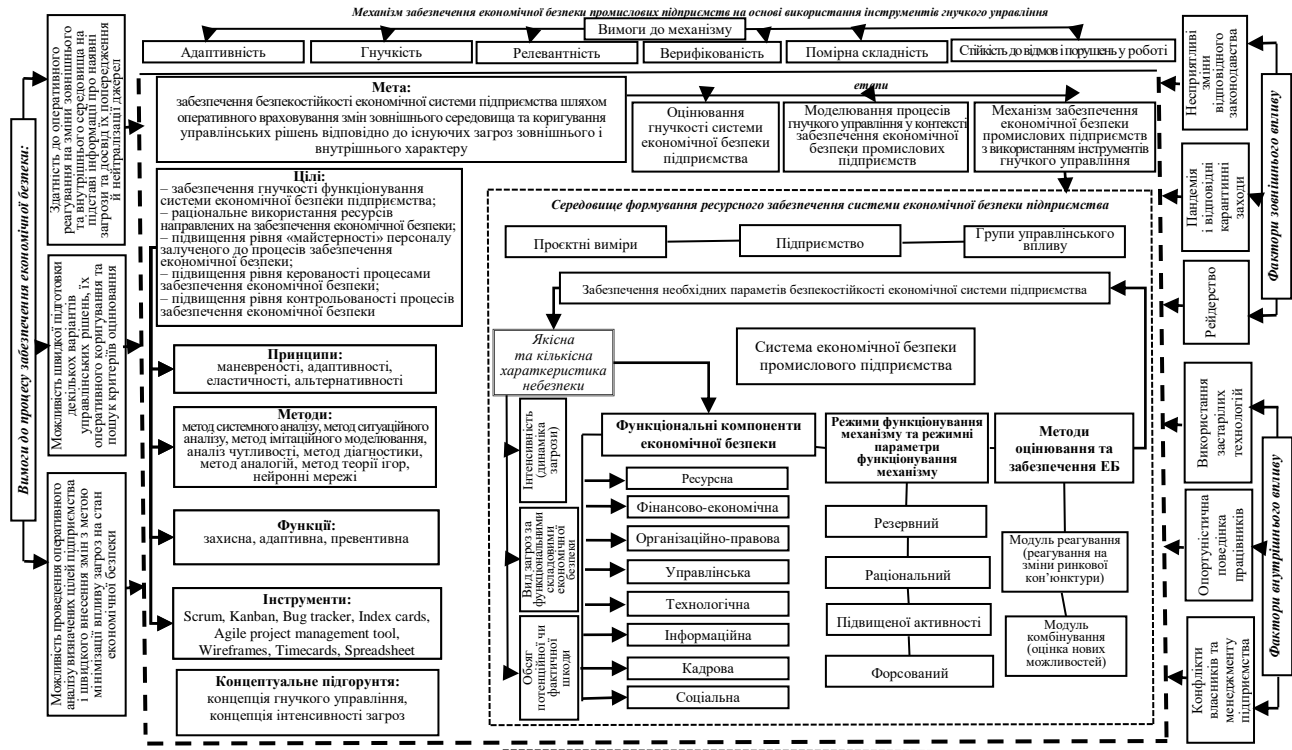 Механізм забезпечення економічної безпеки промислових підприємств на основі використання інструментів гнучкого управління
Вимоги до механізму
Адаптивність
Гнучкість
Релевантність
Верифікованість
Помірна складність
Стійкість до відмов і порушень у роботі
Вимоги до процесу забезпечення економічної безпеки:
Здатність до оперативного
реагування на зміни зовнішнього
та внутрішнього середовища на
підставі інформації про наявні
загрози та досвід їх попередження
й нейтралізації джерел
Можливість швидкої підготовки
декількох варіантів
управлінських рішень, їх
оперативного коригування та
пошук критеріїв оцінювання
Можливість проведення оперативного
аналізу визначених цілей підприємства
і швидкого внесення змін з метою
мінімізації впливу загроз на стан
економічної безпеки
Мета:
забезпечення безпекостійкості економічної системи підприємства шляхом
оперативного враховування змін зовнішнього середовища та коригування
управлінських рішень відповідно до існуючих загроз зовнішнього і
внутрішнього характеру
етапи
Оцінювання
гнучкості системи
економічної безпеки
підприємства
Моделювання процесів
гнучкого управління у контексті
забезпечення економічної
безпеки промислових
підприємств
Механізм забезпечення
економічної безпеки
промислових підприємств
з використанням інструментів
гнучкого управління
Цілі:
– забезпечення гнучкості функціонування
системи економічної безпеки підприємства;
– раціональне використання ресурсів
направлених на забезпечення економічної безпеки;
– підвищення рівня «майстерності» персоналу
залученого до процесів забезпечення
економічної безпеки;
– підвищення рівня керованості процесами
забезпечення економічної безпеки;
– підвищення рівня контрольованості процесів
забезпечення економічної безпеки
Принципи:
маневреності, адаптивності,
еластичності, альтернативності
Методи:
метод системного аналізу, метод ситуаційного
аналізу, метод імітаційного моделювання,
аналіз чутливості, метод діагностики,
метод аналогій, метод теорії ігор,
нейронні мережі
Функції:
захисна, адаптивна, превентивна
Інструменти:
Scrum, Kanban, Bug tracker, Index cards,
Agile project management tool,
Wireframes, Timecards, Spreadsheet
Концептуальне підгорунтя:
концепція гнучкого управління,
концепція інтенсивності загроз
Середовище формування ресурсного забезпечення системи економічної безпеки підприємства
Проєктні виміри
Підприємство
Групи управлінського
впливу
Забезпечення необхідних параметів безпекостійкості економічної системи підприємства
Якісна
та кількісна
хараткеристика
небезпеки
Система економічної безпеки
промислового підприємства
Інтенсивність
(динаміка
загрози)
Вид загроз за
функціональними
складовими
економічної
безпеки
Обсяг
потенційної чи
фактичної
шкоди
Функціональні компоненти
економічної безпеки
Ресурсна
Фінансово-економічна
Організаційно-правова
Управлінська
Технологічна
Інформаційна
Кадрова
Соціальна
Режими функціонування
механізму та режимні
параметри
функціонування
механізму
Резервний
Раціональний
Підвищеної активності
Форсований
Методи
оцінювання та
забезпечення ЕБ
Модуль реагування
(реагування на
зміни ринкової
кон’юнктури)
Модуль
комбінування
(оцінка нових
можливостей)
Несприятливі
зміни
відповідного
законодавства
Пандемія
і відповідні
карантинні
заходи
Рейдерство
Фактори зовнішнього впливу
Використання
застарілих
технологій
Опортуністична
поведінка
працівників
Конфлікти
власників та
менеджменту
підприємства
Фактори внутрішнього впливу